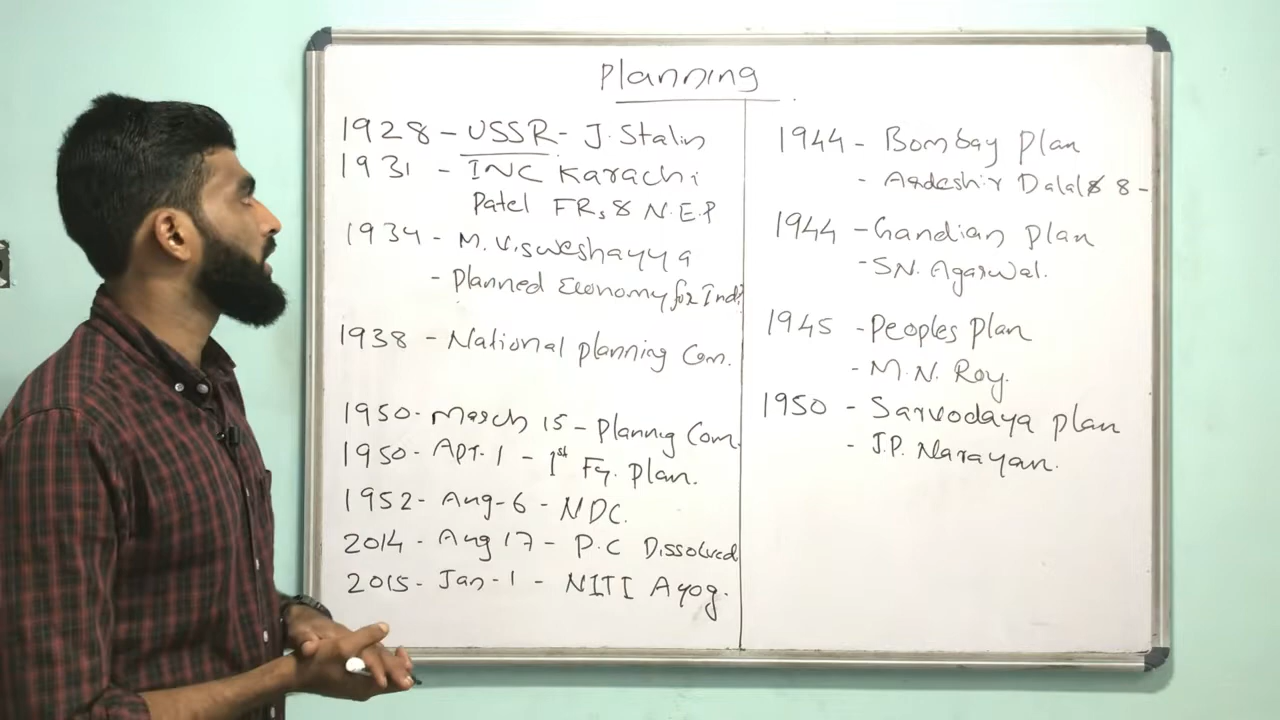 Planning
1928 - USSR - J. Stalin
1931 - INC Karachi
Patel FRs & N.E.P
1934 - M. Visweshayya
- Planned Economy for Ind?
1938 - National planning Com.
1950 - March 15 - Planning Com.
1950 - Apr. 1 - 1st Fy. plan.
1952 - Aug - 6 - NDC.
2014 - Aug 17 - P.C Dissolved
2015 - Jan - 1 - NITI Ayog.
1944 - Bombay plan
- Ardeshir Dalal & 8 -
1944 - Gandian plan
- S.N. Agarwal.
1945 - Peoples plan
- M.N. Roy.
1950 - Sarvodaya plan
- J.P. Narayan.